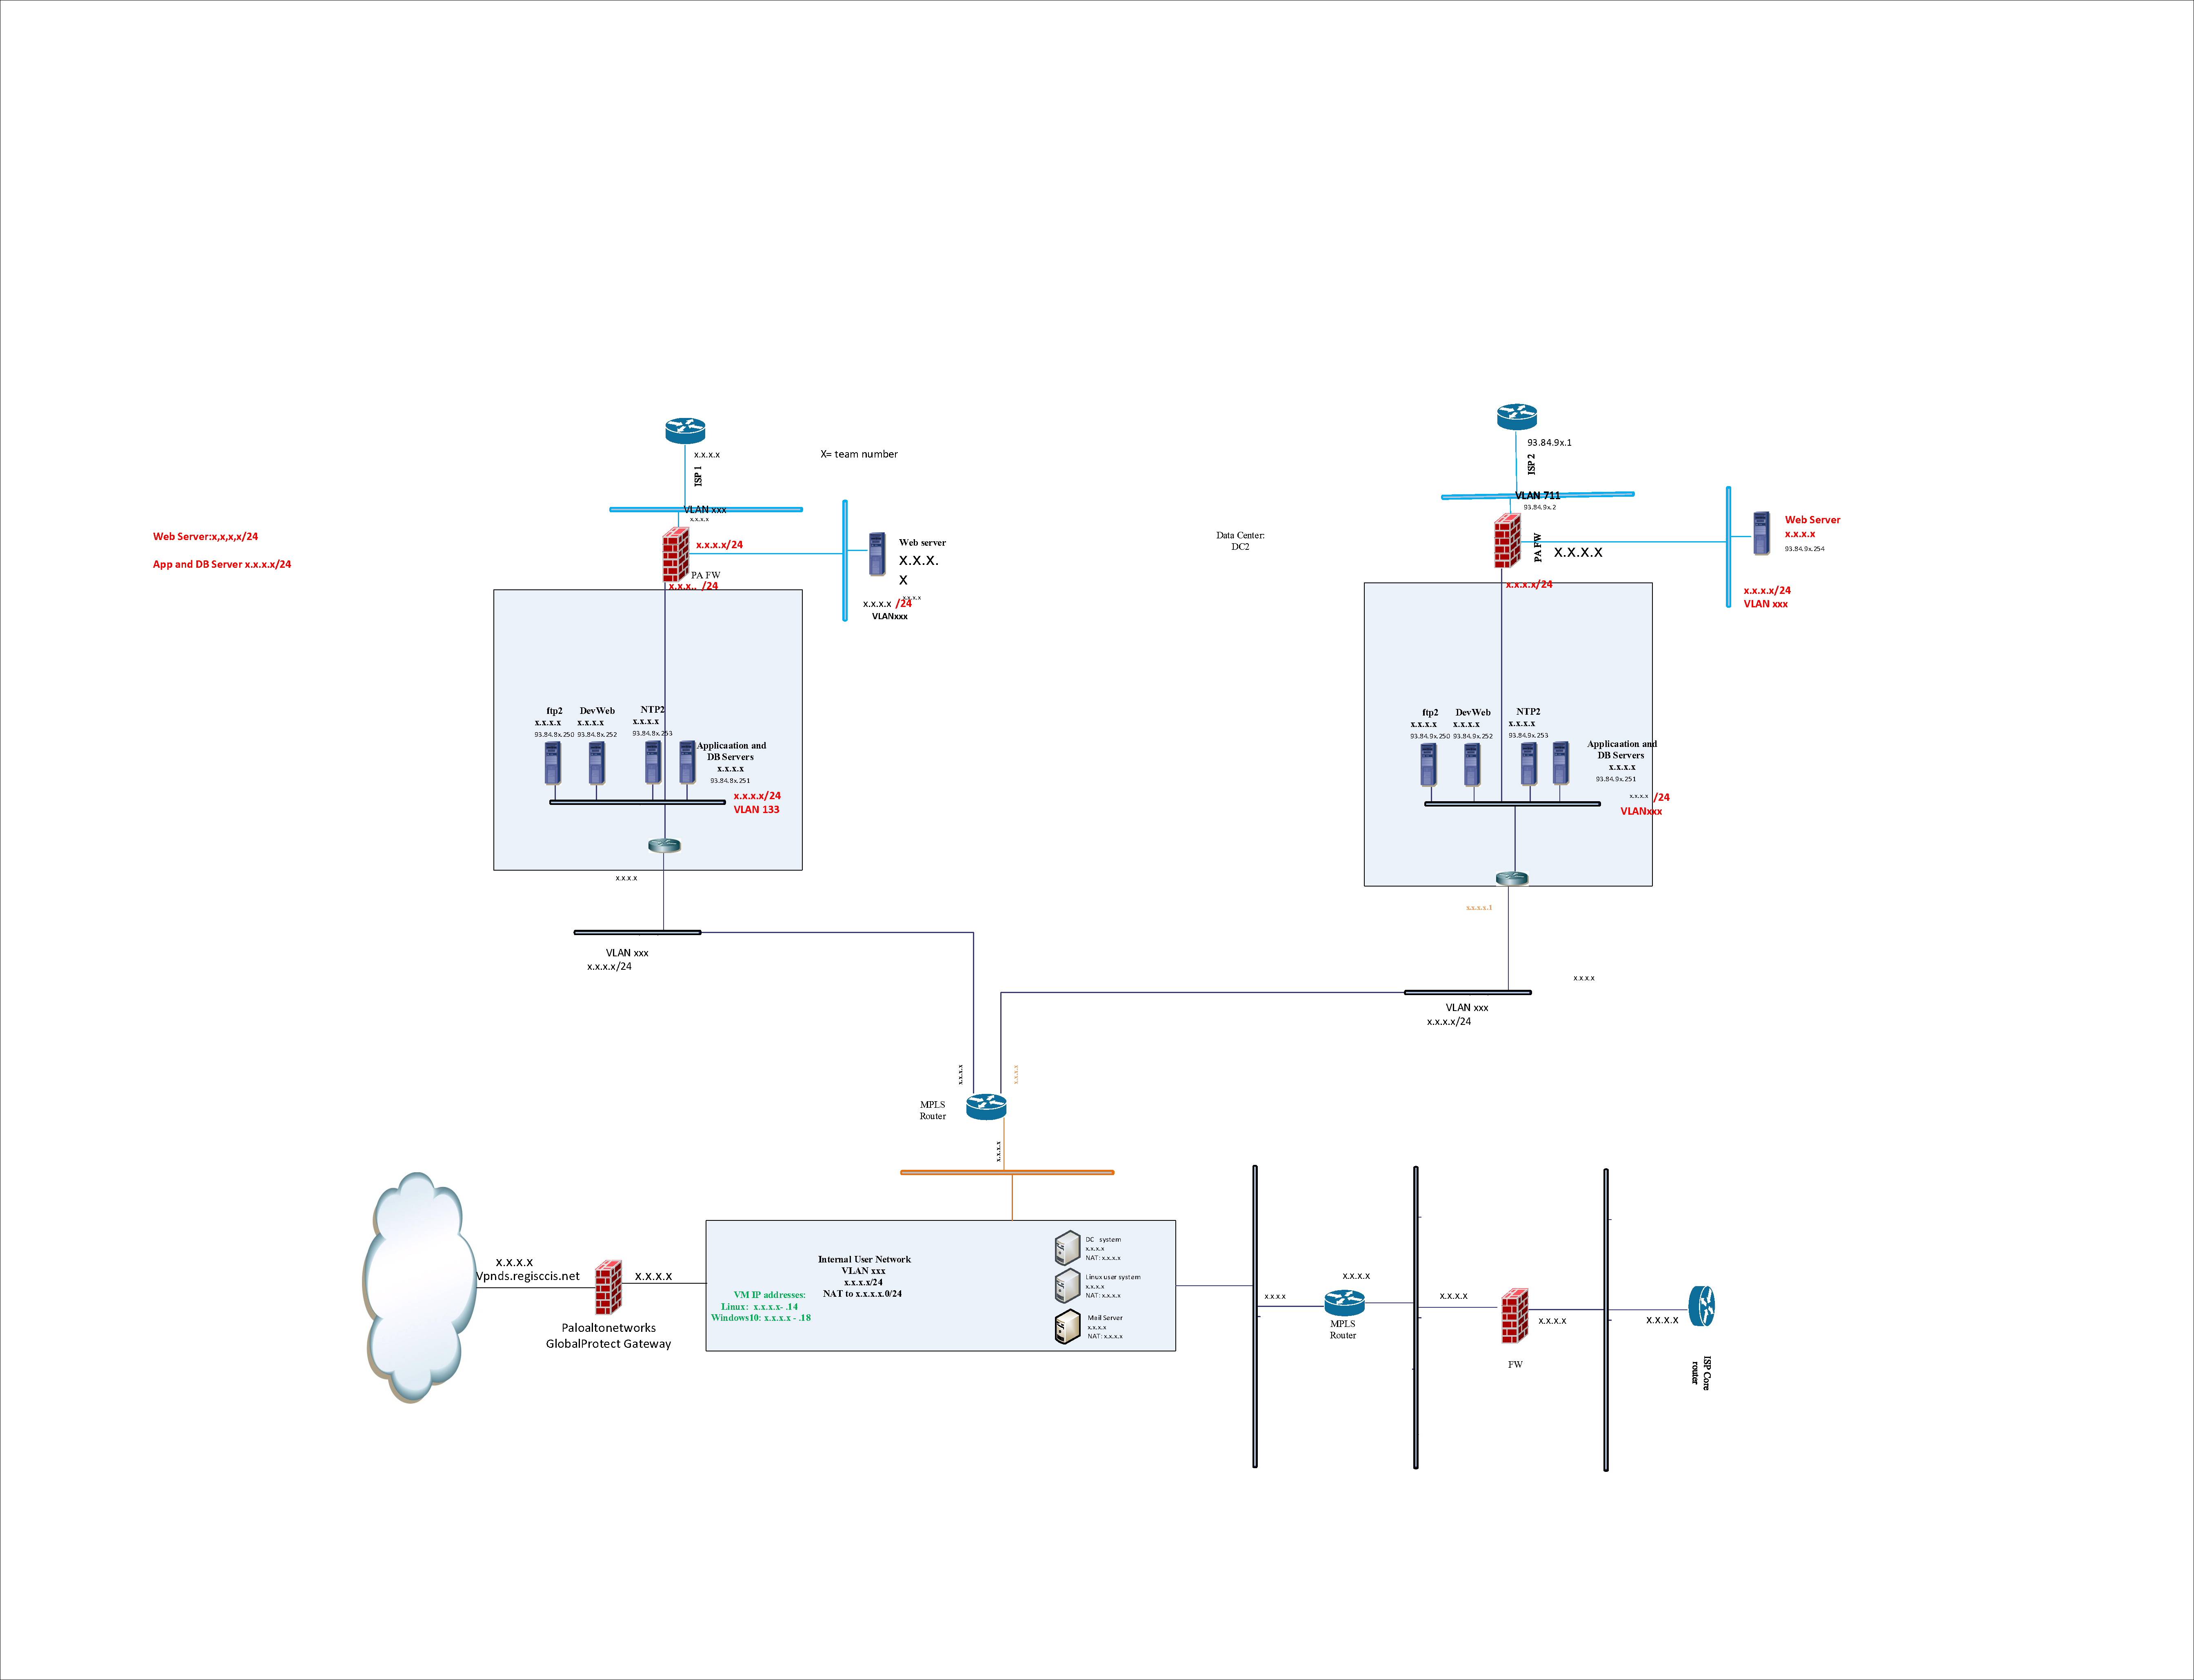 x.x.x.x
ISP 1
X= team number
VLAN xxx
x.x.x.x
x.x.x.x/24
PA FW
x.x.x.. /24
Web server
x.x.x.
x
x.x.x.x
x.x.x.x /24
VLANxxx
Web Server:x,x,x,x/24
App and DB Server x.x.x.x/24
ftp2
x.x.x.x
93.84.8x.250
DevWeb
x.x.x.x
93.84.8x.252
NTP2
x.x.x.x
93.84.8x.253
Applicaation and
DB Servers
x.x.x.x
93.84.8x.251
x.x.x.x/24
VLAN 133
x.x.x.x
VLAN xxx
x.x.x.x/24
93.84.9x.1
ISP 2
VLAN 711
93.84.9x.2
Data Center:
DC2
PA FW
x.x.x.x
x.x.x.x/24
Web Server
x.x.x.x
93.84.9x.254
x.x.x.x/24
VLAN xxx
ftp2
x.x.x.x
93.84.9x.250
DevWeb
x.x.x.x
93.84.9x.252
NTP2
x.x.x.x
93.84.9x.253
Applicaation and
DB Servers
x.x.x.x
93.84.9x.251
x.x.x.x /24
VLANxxx
x.x.x.x.1
x.x.x.x
VLAN xxx
x.x.x.x/24
x.x.x.x
x.x.x.x
MPLS
Router
x.x.x.x
x.x.x.x
Vpnds.regisccis.net
Paloaltonetworks
GlobalProtect Gateway
x.x.x.x
Internal User Network
VLAN xxx
x.x.x.x/24
NAT to x.x.x.x.0/24
VM IP addresses:
Linux: x.x.x.x- .14
Windows10: x.x.x.x - .18
DC system
x.x.x.x
NAT: x.x.x.x
Linux user system
x.x.x.x
NAT: x.x.x.x
Mail Server
x.x.x.x
NAT: x.x.x.x
x.x.x.x
x.x.x.x
MPLS
Router
x.x.x.x
x.x.x.x
FW
x.x.x.x
ISP Core
router